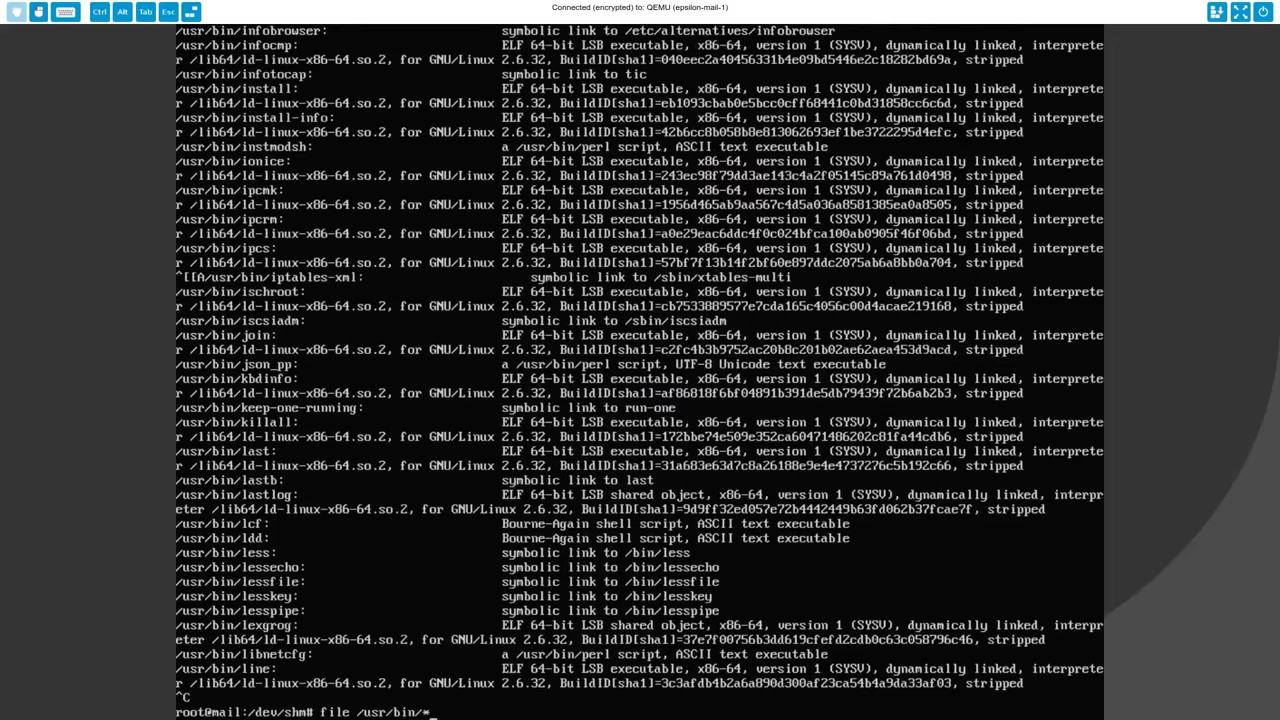 Connected (encrypted) to: QEMU (epsilon-mail-1)
Ctrl Alt Tab Esc
/usr/bin/infobrowser: symbolic link to /etc/alternatives/infobrowser
/usr/bin/infocmp: ELF 64-bit LSB executable, x86-64, version 1 (SYSV), dynamically linked, interprete
r /lib64/ld-linux-x86-64.so.2, for GNU/Linux 2.6.32, BuildID[sha1]=040eec2a40456331b4e09bd5446e2c18282bd69a, stripped
/usr/bin/infotocap: symbolic link to tic
/usr/bin/install: ELF 64-bit LSB executable, x86-64, version 1 (SYSV), dynamically linked, interprete
r /lib64/ld-linux-x86-64.so.2, for GNU/Linux 2.6.32, BuildID[sha1]=eb1093cbab0e5bcc0cff68441c0bd31858cc6c6d, stripped
/usr/bin/install-info: ELF 64-bit LSB executable, x86-64, version 1 (SYSV), dynamically linked, interprete
r /lib64/ld-linux-x86-64.so.2, for GNU/Linux 2.6.32, BuildID[sha1]=42b6cc8b058b8e813062693ef1be3722295d4efc, stripped
/usr/bin/instmodsh: a /usr/bin/perl script, ASCII text executable
/usr/bin/ionice: ELF 64-bit LSB executable, x86-64, version 1 (SYSV), dynamically linked, interprete
r /lib64/ld-linux-x86-64.so.2, for GNU/Linux 2.6.32, BuildID[sha1]=243ec98f79dd3ae143c4a2f05145c89a761d0498, stripped
/usr/bin/ipcmk: ELF 64-bit LSB executable, x86-64, version 1 (SYSV), dynamically linked, interprete
r /lib64/ld-linux-x86-64.so.2, for GNU/Linux 2.6.32, BuildID[sha1]=1956d465ab9aa567c4d5a036a8581385ea0a8505, stripped
/usr/bin/ipcrm: ELF 64-bit LSB executable, x86-64, version 1 (SYSV), dynamically linked, interprete
r /lib64/ld-linux-x86-64.so.2, for GNU/Linux 2.6.32, BuildID[sha1]=a0e29eac6ddc4f0c024bfca100ab0905f46f06bd, stripped
/usr/bin/ipcs: ELF 64-bit LSB executable, x86-64, version 1 (SYSV), dynamically linked, interprete
r /lib64/ld-linux-x86-64.so.2, for GNU/Linux 2.6.32, BuildID[sha1]=57bf7f13b14f2bf60e897ddc2075ab6a8bb0a704, stripped
^[[A/usr/bin/iptables-xml: symbolic link to /sbin/xtables-multi
/usr/bin/ischroot: ELF 64-bit LSB executable, x86-64, version 1 (SYSV), dynamically linked, interprete
r /lib64/ld-linux-x86-64.so.2, for GNU/Linux 2.6.32, BuildID[sha1]=cb7533889577e7cda165c4056c00d4acae219168, stripped
/usr/bin/iscsiadm: symbolic link to /sbin/iscsiadm
/usr/bin/join: ELF 64-bit LSB executable, x86-64, version 1 (SYSV), dynamically linked, interprete
r /lib64/ld-linux-x86-64.so.2, for GNU/Linux 2.6.32, BuildID[sha1]=c2fc4b3b9752ac20b8c201b02ae62aea453d9acd, stripped
/usr/bin/json_pp: a /usr/bin/perl script, UTF-8 Unicode text executable
/usr/bin/kbdinfo: ELF 64-bit LSB executable, x86-64, version 1 (SYSV), dynamically linked, interprete
r /lib64/ld-linux-x86-64.so.2, for GNU/Linux 2.6.32, BuildID[sha1]=af86818f6bf04891b391de5db79439f72b6ab2b3, stripped
/usr/bin/keep-one-running: symbolic link to run-one
/usr/bin/killall: ELF 64-bit LSB executable, x86-64, version 1 (SYSV), dynamically linked, interprete
r /lib64/ld-linux-x86-64.so.2, for GNU/Linux 2.6.32, BuildID[sha1]=172bbe74e509e352ca60471486202c81fa44cdb6, stripped
/usr/bin/last: ELF 64-bit LSB executable, x86-64, version 1 (SYSV), dynamically linked, interprete
r /lib64/ld-linux-x86-64.so.2, for GNU/Linux 2.6.32, BuildID[sha1]=31a683e63d7c8a26188e9e4e4737276c5b192c66, stripped
/usr/bin/lastb: symbolic link to last
/usr/bin/lastlog: ELF 64-bit LSB shared object, x86-64, version 1 (SYSV), dynamically linked, interpr
eter /lib64/ld-linux-x86-64.so.2, for GNU/Linux 2.6.32, BuildID[sha1]=9d9ff32ed057e72b4442449b63fd062b37fcae7f, stripped
/usr/bin/lcf: Bourne-Again shell script, ASCII text executable
/usr/bin/ldd: Bourne-Again shell script, ASCII text executable
/usr/bin/less: symbolic link to /bin/less
/usr/bin/lessecho: symbolic link to /bin/lessecho
/usr/bin/lessfile: symbolic link to /bin/lessfile
/usr/bin/lesskey: symbolic link to /bin/lesskey
/usr/bin/lesspipe: symbolic link to /bin/lesspipe
/usr/bin/lexgrog: ELF 64-bit LSB shared object, x86-64, version 1 (SYSV), dynamically linked, interpr
eter /lib64/ld-linux-x86-64.so.2, for GNU/Linux 2.6.32, BuildID[sha1]=37e7f00756b3dd619cfefd2cdb0c63c058796c46, stripped
/usr/bin/libnetcfg: a /usr/bin/perl script, ASCII text executable
/usr/bin/line: ELF 64-bit LSB executable, x86-64, version 1 (SYSV), dynamically linked, interprete
r /lib64/ld-linux-x86-64.so.2, for GNU/Linux 2.6.32, BuildID[sha1]=3c3afdb4b2a6a890d300af23ca54b4a9da33af03, stripped
^C
root@mail:/dev/shm# file /usr/bin/*_